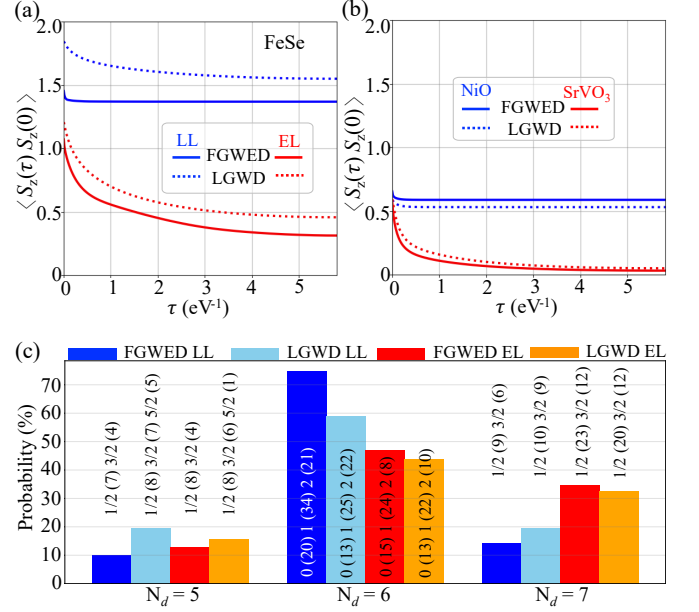 (a)
FeSe
2.0
1.5
1.0
0.5
0
⟨ S_z(τ) S_z(0) ⟩
LL FGWED EL
LGWD
0 1 2 3 4 5
τ (eV⁻¹)
(b)
2.0
1.5
1.0
0.5
0
⟨ S_z(τ) S_z(0) ⟩
NiO SrVO₃
FGWED
LGWD
0 1 2 3 4 5
τ (eV⁻¹)
(c)
FGWED LL LGWD LL FGWED EL LGWD EL
Probability (%)
70
60
50
40
30
20
10
0
1/2 (7) 3/2 (4)
1/2 (8) 3/2 (7) 5/2 (5)
1/2 (8) 3/2 (4)
1/2 (8) 3/2 (6) 5/2 (1)
0 (20) 1 (34) 2 (21)
0 (13) 1 (25) 2 (22)
0 (15) 1 (24) 2 (8)
0 (13) 1 (22) 2 (10)
1/2 (9) 3/2 (6)
1/2 (10) 3/2 (9)
1/2 (23) 3/2 (12)
1/2 (20) 3/2 (12)
N_d = 5 N_d = 6 N_d = 7